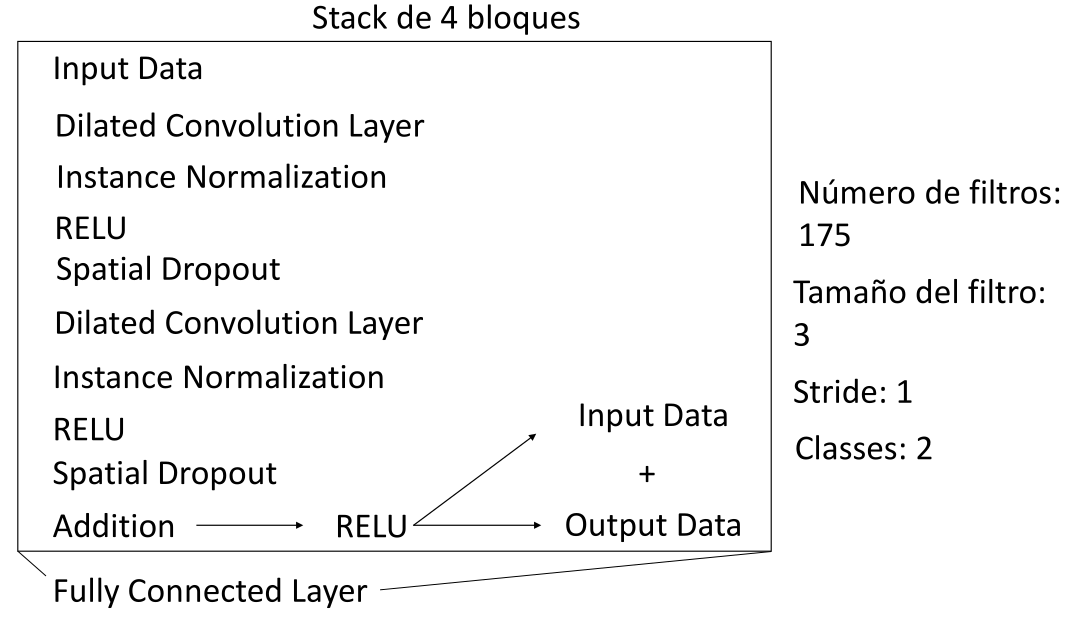 Stack de 4 bloques
Input Data
Dilated Convolution Layer
Instance Normalization
RELU
Spatial Dropout
Dilated Convolution Layer
Instance Normalization
RELU
Spatial Dropout
Addition
RELU
Input Data
+
Output Data
Fully Connected Layer
Número de filtros:
175
Tamaño del filtro:
3
Stride: 1
Classes: 2